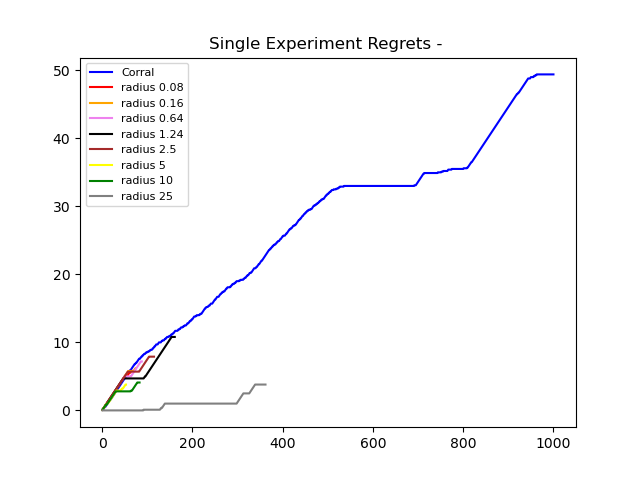 Single Experiment Regrets -
50
40
30
20
10
0
Corral
radius 0.08
radius 0.16
radius 0.64
radius 1.24
radius 2.5
radius 5
radius 10
radius 25
0 200 400 600 800 1000